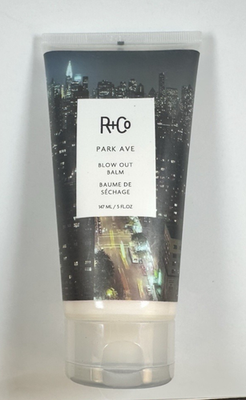 R+Co
PARK AVE
BLOW OUT
BALM
BAUME DE
SÉCHAGE
147 ML / 5 FL OZ